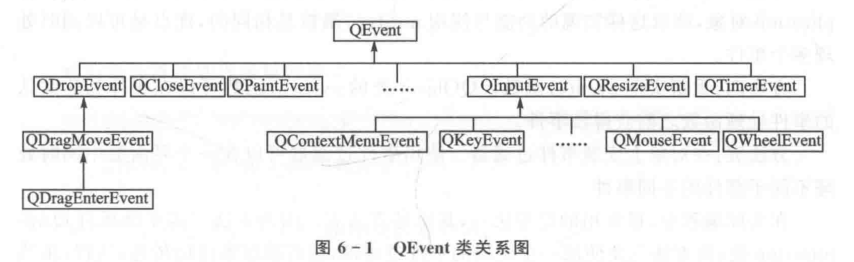 QEvent
QDropEvent QCloseEvent QPaintEvent …… QInputEvent QResizeEvent QTimerEvent
QDragMoveEvent QContextMenuEvent QKeyEvent …… QMouseEvent QWheelEvent
QDragEnterEvent
图 6-1 QEvent 类关系图